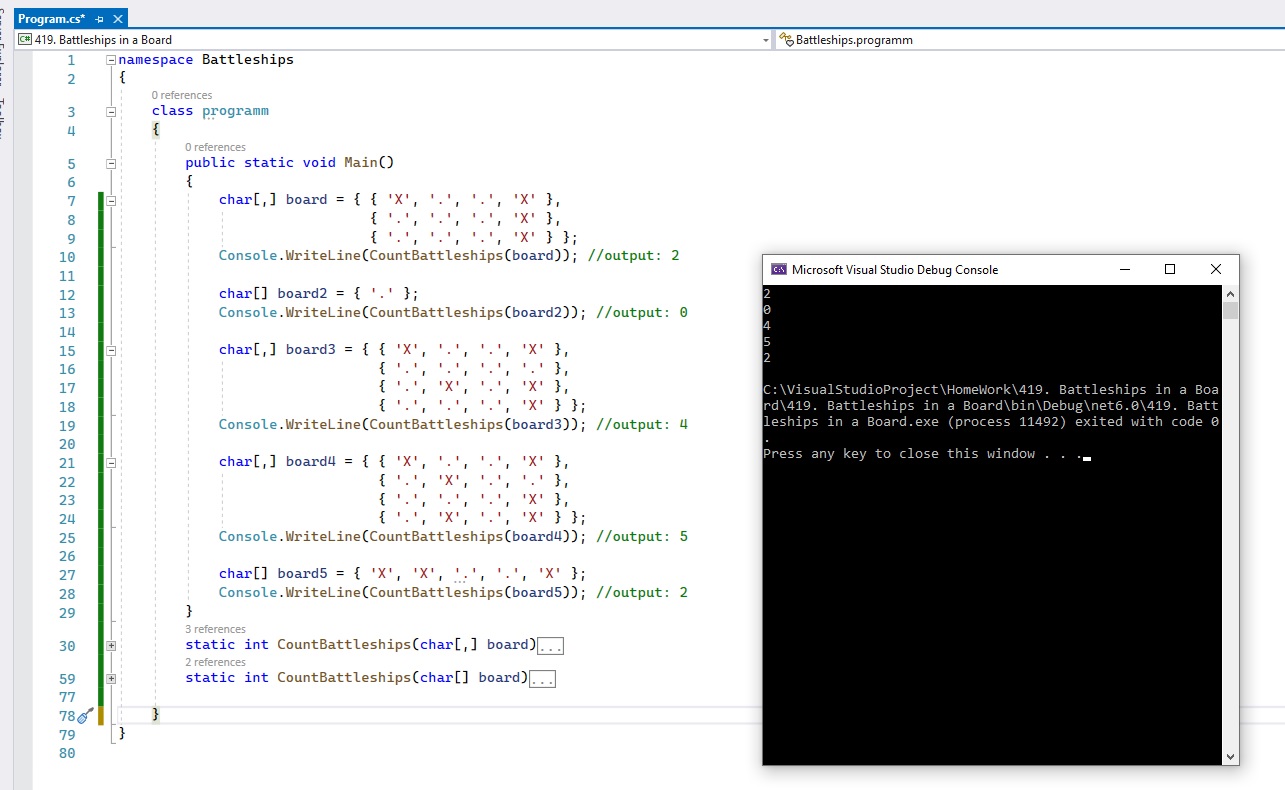 Program.cs*
419. Battleships in a Board
Battleships.programm
1 namespace Battleships
2 {
0 references
3 class programm
4 {
0 references
5 public static void Main()
6 {
7 char[,] board = { { 'X', '.', '.', 'X' },
8 { '.', '.', '.', 'X' },
9 { '.', '.', '.', 'X' } };
10 Console.WriteLine(CountBattleships(board)); //output: 2
11
12 char[] board2 = { '.' };
13 Console.WriteLine(CountBattleships(board2)); //output: 0
14
15 char[,] board3 = { { 'X', '.', '.', 'X' },
16 { '.', '.', '.', '.' },
17 { '.', 'X', '.', 'X' },
18 { '.', '.', '.', 'X' } };
19 Console.WriteLine(CountBattleships(board3)); //output: 4
20
21 char[,] board4 = { { 'X', '.', '.', 'X' },
22 { '.', 'X', '.', '.' },
23 { '.', '.', '.', 'X' },
24 { '.', 'X', '.', 'X' } };
25 Console.WriteLine(CountBattleships(board4)); //output: 5
26
27 char[] board5 = { 'X', 'X', '.', '.', 'X' };
28 Console.WriteLine(CountBattleships(board5)); //output: 2
29 }
3 references
30 static int CountBattleships(char[,] board)...
2 references
59 static int CountBattleships(char[] board)...
77
78 }
79 }
80
Microsoft Visual Studio Debug Console
2
0
4
5
2
C:\VisualStudioProject\HomeWork\419. Battleships in a Boa
rd\419. Battleships in a Board\bin\Debug\net6.0\419. Batt
leships in a Board.exe (process 11492) exited with code 0
.
Press any key to close this window . . .